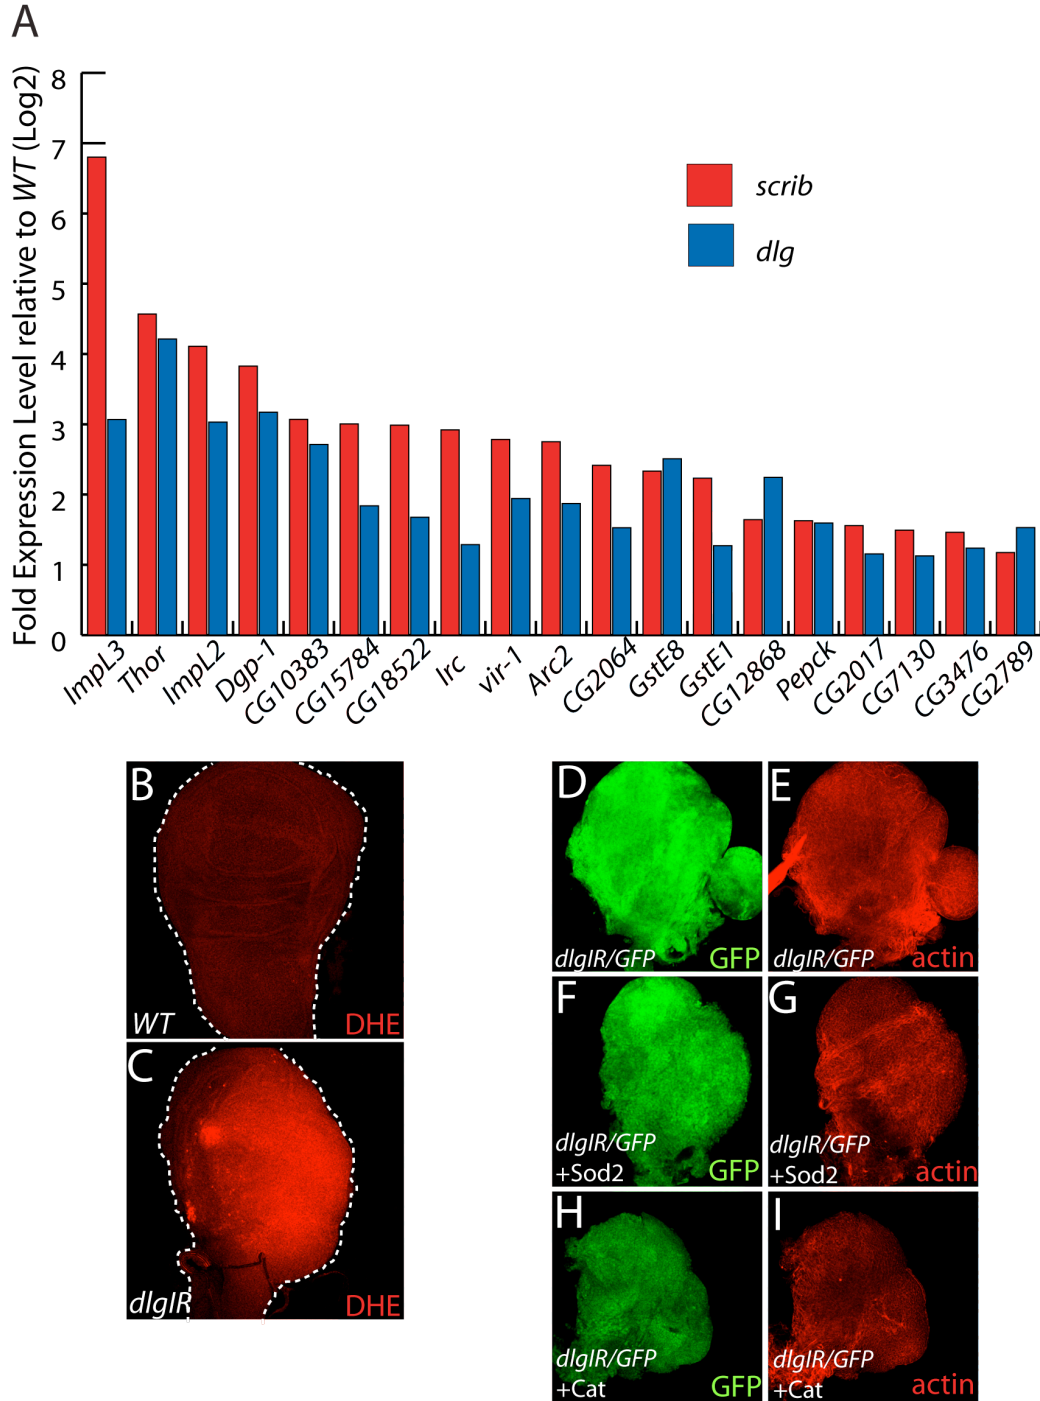 A
Fold Expression Level relative to WT (Log2)
8
7
6
5
4
3
2
1
0
scrib
dlg
ImpL3
Thor
ImpL2
Dgp-1
CG10383
CG15784
CG18522
Irc
vir-1
Arc2
CG2064
GstE8
GstE1
CG12868
Pepck
CG2017
CG7130
CG3476
CG2789
B
WT
DHE
C
dlgIR
DHE
D
dlgIR/GFP
GFP
E
dlgIR/GFP
actin
F
dlgIR/GFP
+Sod2
GFP
G
dlgIR/GFP
+Sod2
actin
H
dlgIR/GFP
+Cat
GFP
I
dlgIR/GFP
+Cat
actin